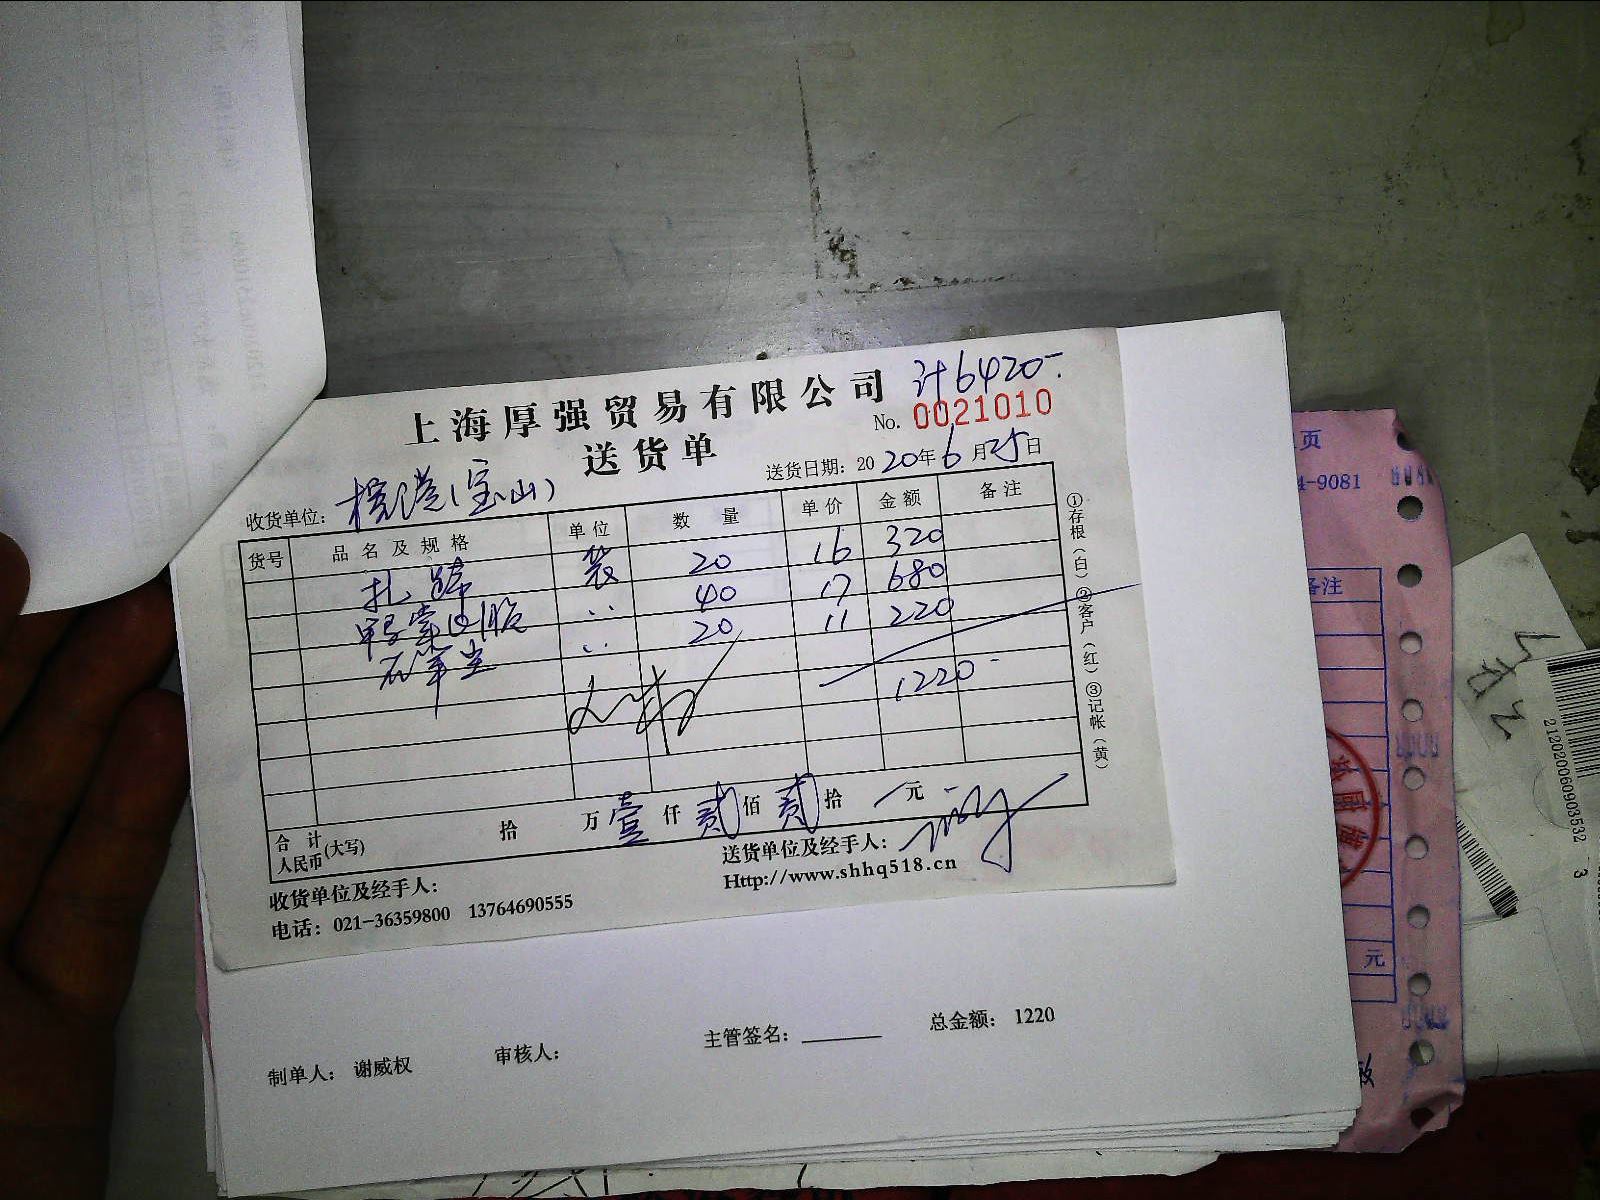 上海厚强贸易有限公司 计6420-
No. 0021010
送货单
送货日期：2020年6月25日
收货单位： (宝山)
货号 品名及规格 单位 数量 单价 金额 备注
扎蹄 袋 20 16 320
40 17 680
20 11 220
1220-
合计人民币(大写) 拾 万 壹 仟 贰 佰 贰 拾 元
送货单位及经手人：
收货单位及经手人：
Http://www.shhq518.cn
电话：021-36359800 13764690555
①存根(白)②客户(红)③记帐(黄)
制单人：谢威权 审核人： 主管签名： 总金额：1220
页
4-9081
备注
元
212020060903532 3